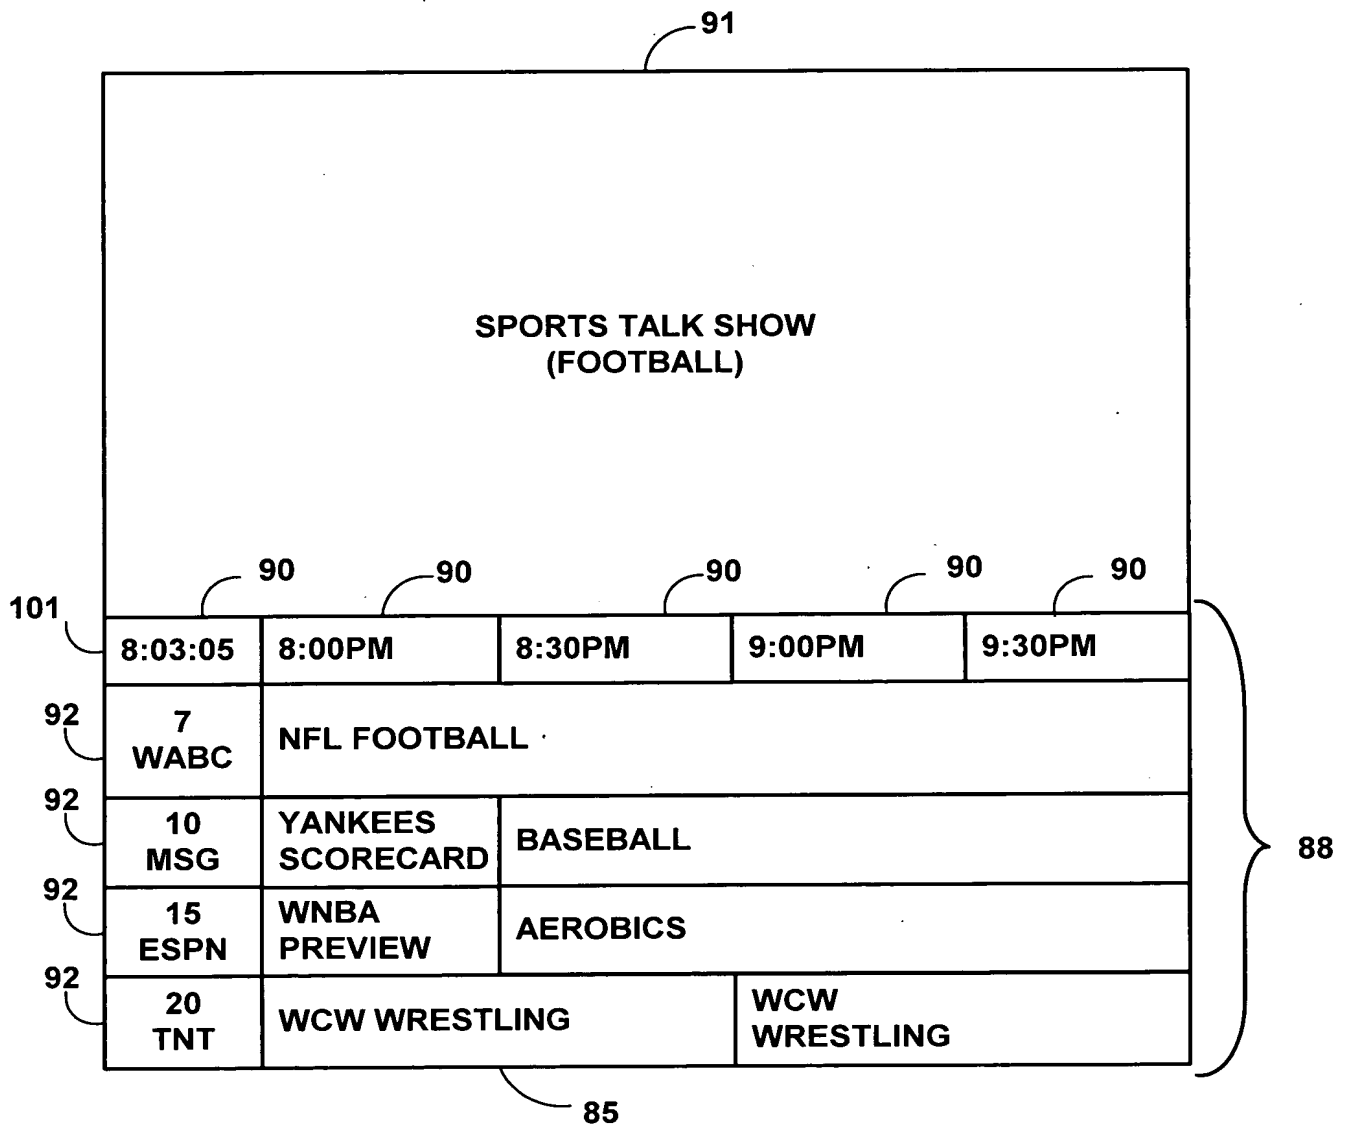 91
SPORTS TALK SHOW
(FOOTBALL)
90 90 90 90 90
101
8:03:05 8:00PM 8:30PM 9:00PM 9:30PM
92
7
WABC
NFL FOOTBALL
92
10
MSG
YANKEES
SCORECARD
BASEBALL
92
15
ESPN
WNBA
PREVIEW
AEROBICS
92
20
TNT
WCW WRESTLING
WCW
WRESTLING
88
85